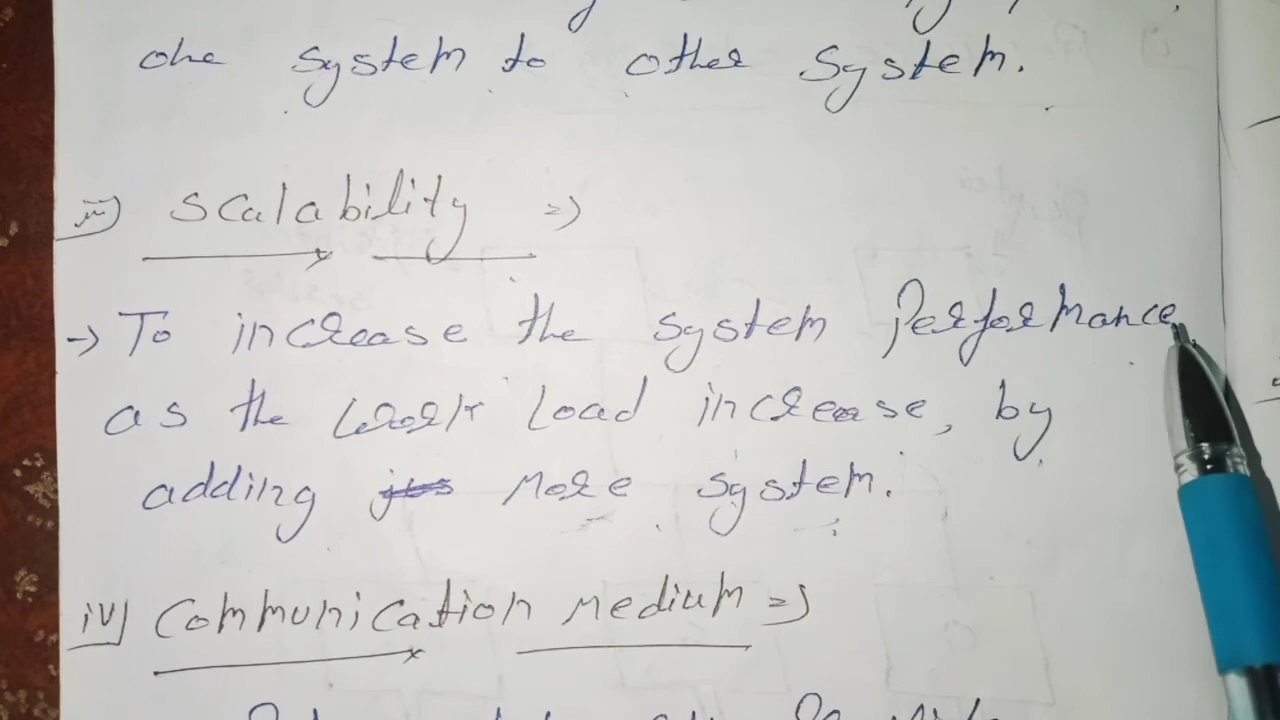 one system to other system.
iii) scalability =>
-> To increase the system Performance
as the work load increase, by
adding more system.
iv) Communication medium =>